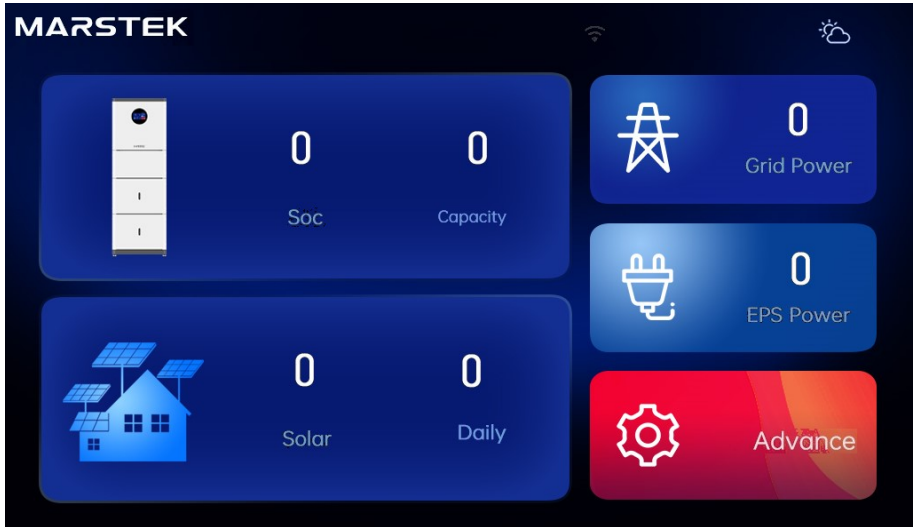 MARSTEK
0
0
Soc
Capacity
0
Grid Power
0
EPS Power
0
0
Solar
Daily
Advance